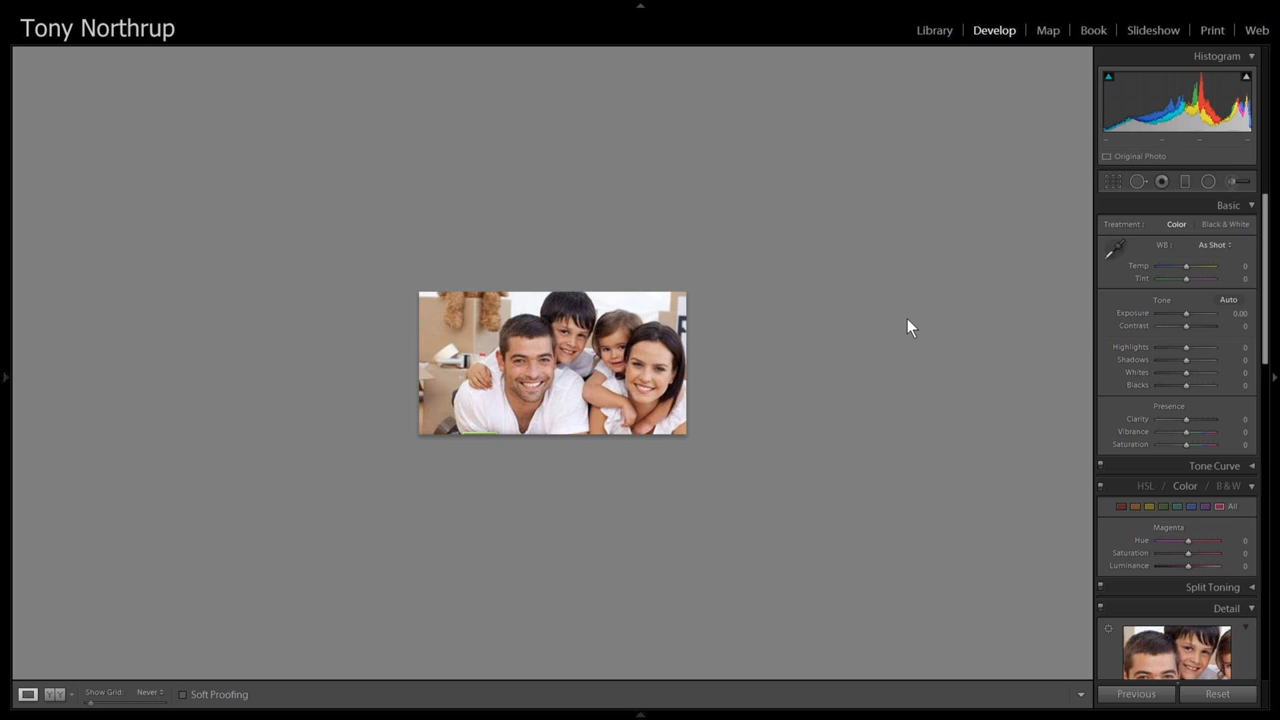 Tony Northrup
Library | Develop | Map | Book | Slideshow | Print | Web
Histogram
Original Photo
Basic
Treatment : Color Black & White
WB : As Shot
Temp 0
Tint 0
Tone Auto
Exposure 0.00
Contrast 0
Highlights 0
Shadows 0
Whites 0
Blacks 0
Presence
Clarity 0
Vibrance 0
Saturation 0
Tone Curve
HSL / Color / B & W
All
Magenta
Hue 0
Saturation 0
Luminance 0
Split Toning
Detail
Show Grid: Never Soft Proofing Previous Reset